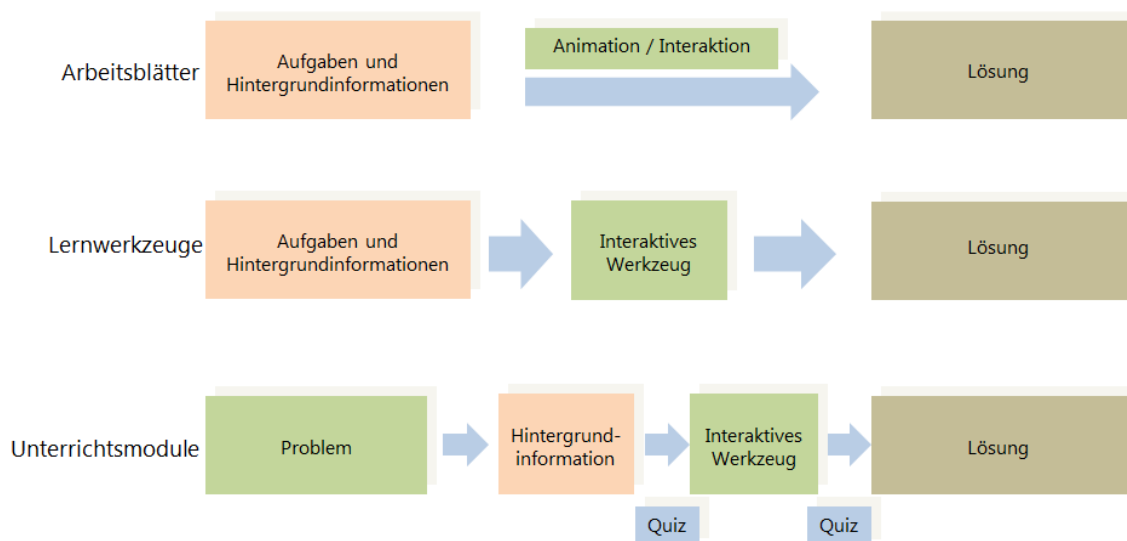 Arbeitsblätter
Aufgaben und
Hintergrundinformationen
Animation / Interaktion
Lösung
Lernwerkzeuge
Aufgaben und
Hintergrundinformationen
Interaktives
Werkzeug
Lösung
Unterrichtsmodule
Problem
Hintergrund-
information
Interaktives
Werkzeug
Lösung
Quiz
Quiz